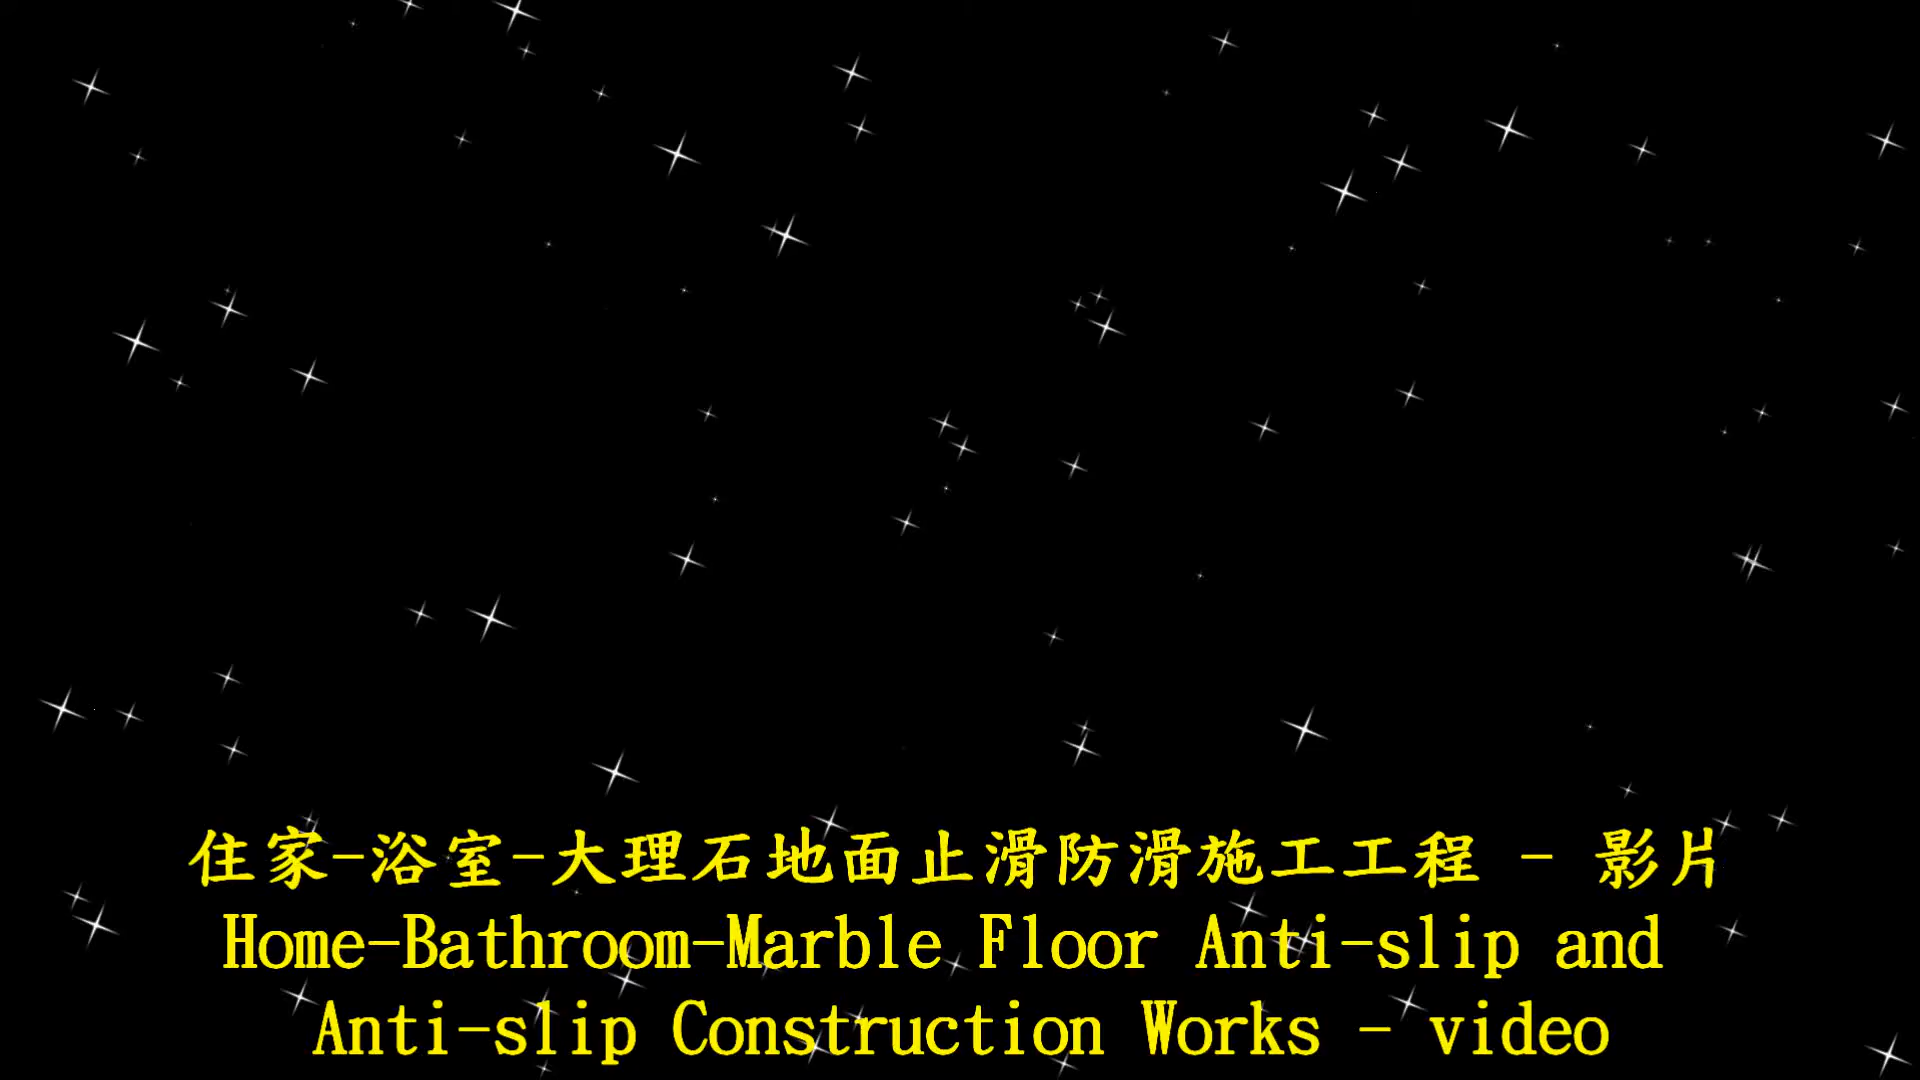 住家-浴室-大理石地面止滑防滑施工工程 - 影片
Home-Bathroom-Marble Floor Anti-slip and
Anti-slip Construction Works - video